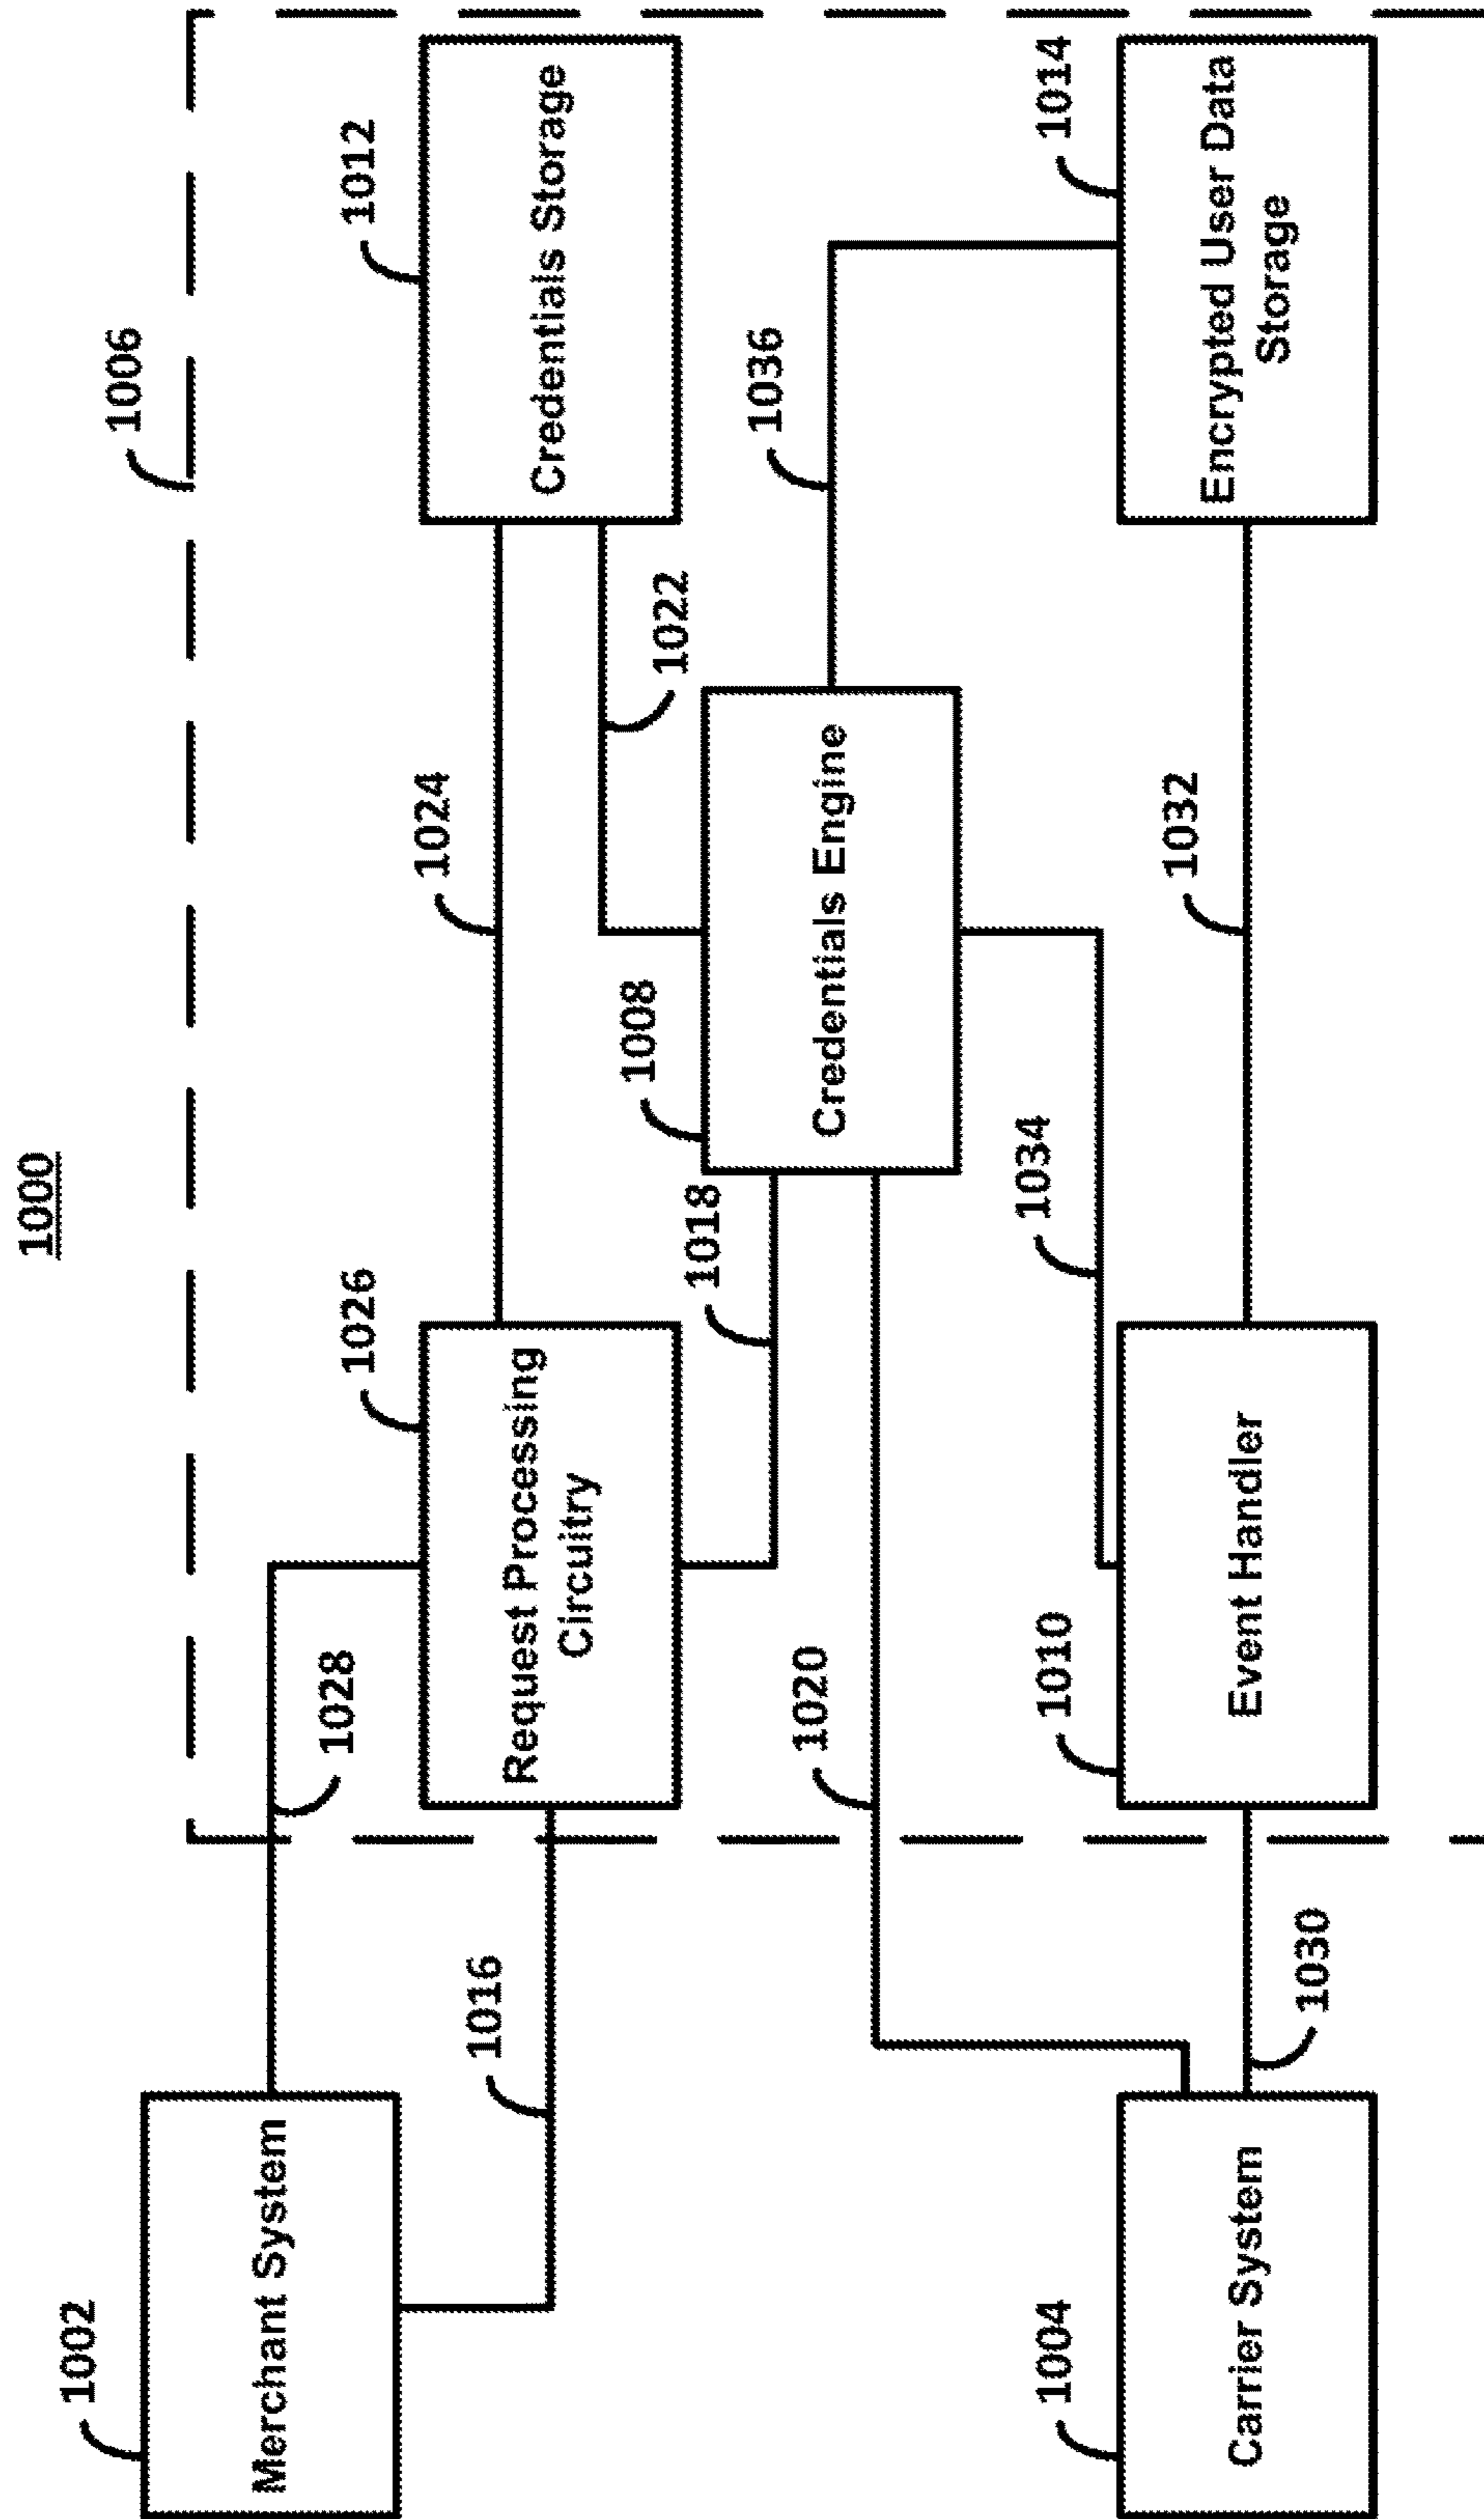 1000
1006
1002
Merchant System
1028
1016
1026
Request Processing
Circuitry
1024
1012
Credentials Storage
1022
1018
1008
Credentials Engine
1036
1020
1034
1004
Carrier System
1030
1010
Event Handler
1032
1014
Encrypted User Data
Storage